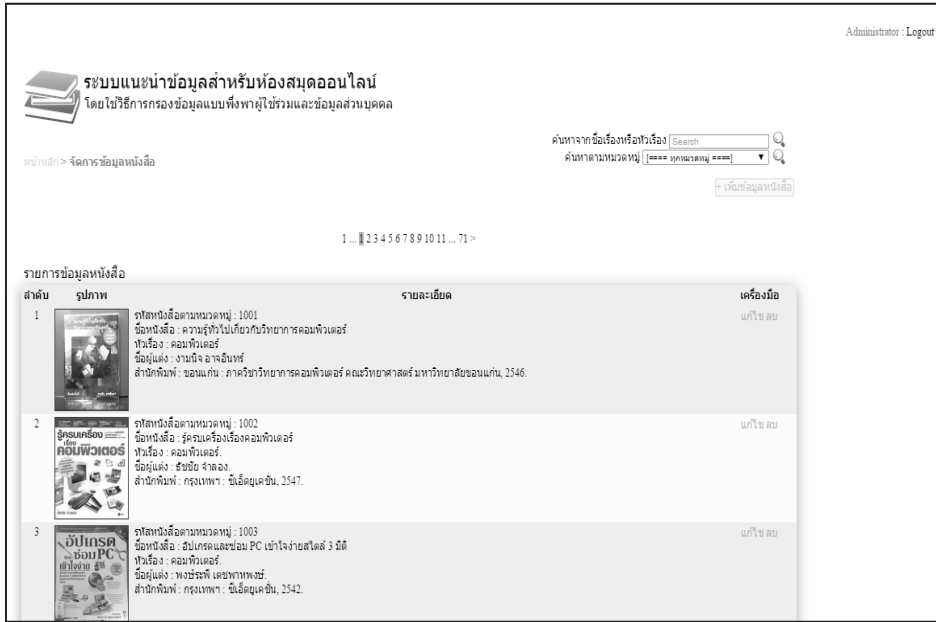 Administrator : Logout
ระบบแนะนำข้อมูลสำหรับห้องสมุดออนไลน์
โดยใช้วิธีการกรองข้อมูลแบบพึ่งพาผู้ใช้ร่วมและข้อมูลส่วนบุคคล
ค้นหาจากชื่อเรื่องหรือหัวเรื่อง Search
หน้าหลัก > จัดการข้อมูลหนังสือ
ค้นหาตามหมวดหมู่ [==== ทุกหมวดหมู่ ====]
+ เพิ่มข้อมูลหนังสือ
1 ... 1 2 3 4 5 6 7 8 9 10 11 ... 71 >
รายการข้อมูลหนังสือ
ลำดับ รูปภาพ รายละเอียด เครื่องมือ
1 รหัสหนังสือตามหมวดหมู่ : 1001 แก้ไข ลบ
ชื่อหนังสือ : ความรู้ทั่วไปเกี่ยวกับวิทยาการคอมพิวเตอร์
หัวเรื่อง : คอมพิวเตอร์
ชื่อผู้แต่ง : งามนิจ อาจอินทร์
สำนักพิมพ์ : ขอนแก่น : ภาควิชาวิทยาการคอมพิวเตอร์ คณะวิทยาศาสตร์ มหาวิทยาลัยขอนแก่น, 2546.
2 รหัสหนังสือตามหมวดหมู่ : 1002 แก้ไข ลบ
ชื่อหนังสือ : รู้ครบเครื่องเรื่องคอมพิวเตอร์
หัวเรื่อง : คอมพิวเตอร์.
ชื่อผู้แต่ง : ธัชชัย จำลอง.
สำนักพิมพ์ : กรุงเทพฯ : ซีเอ็ดยูเคชั่น, 2547.
รู้ครบเครื่อง
เรื่อง
คอมพิวเตอร์
3 รหัสหนังสือตามหมวดหมู่ : 1003 แก้ไข ลบ
ชื่อหนังสือ : อัปเกรดและซ่อม PC เข้าใจง่ายสไตล์ 3 มิติ
หัวเรื่อง : คอมพิวเตอร์.
ชื่อผู้แต่ง : พงษ์ระพี เตชพาหพงษ์.
สำนักพิมพ์ : กรุงเทพฯ : ซีเอ็ดยูเคชั่น, 2542.
อัปเกรด
ซ่อม PC
เข้าใจง่าย